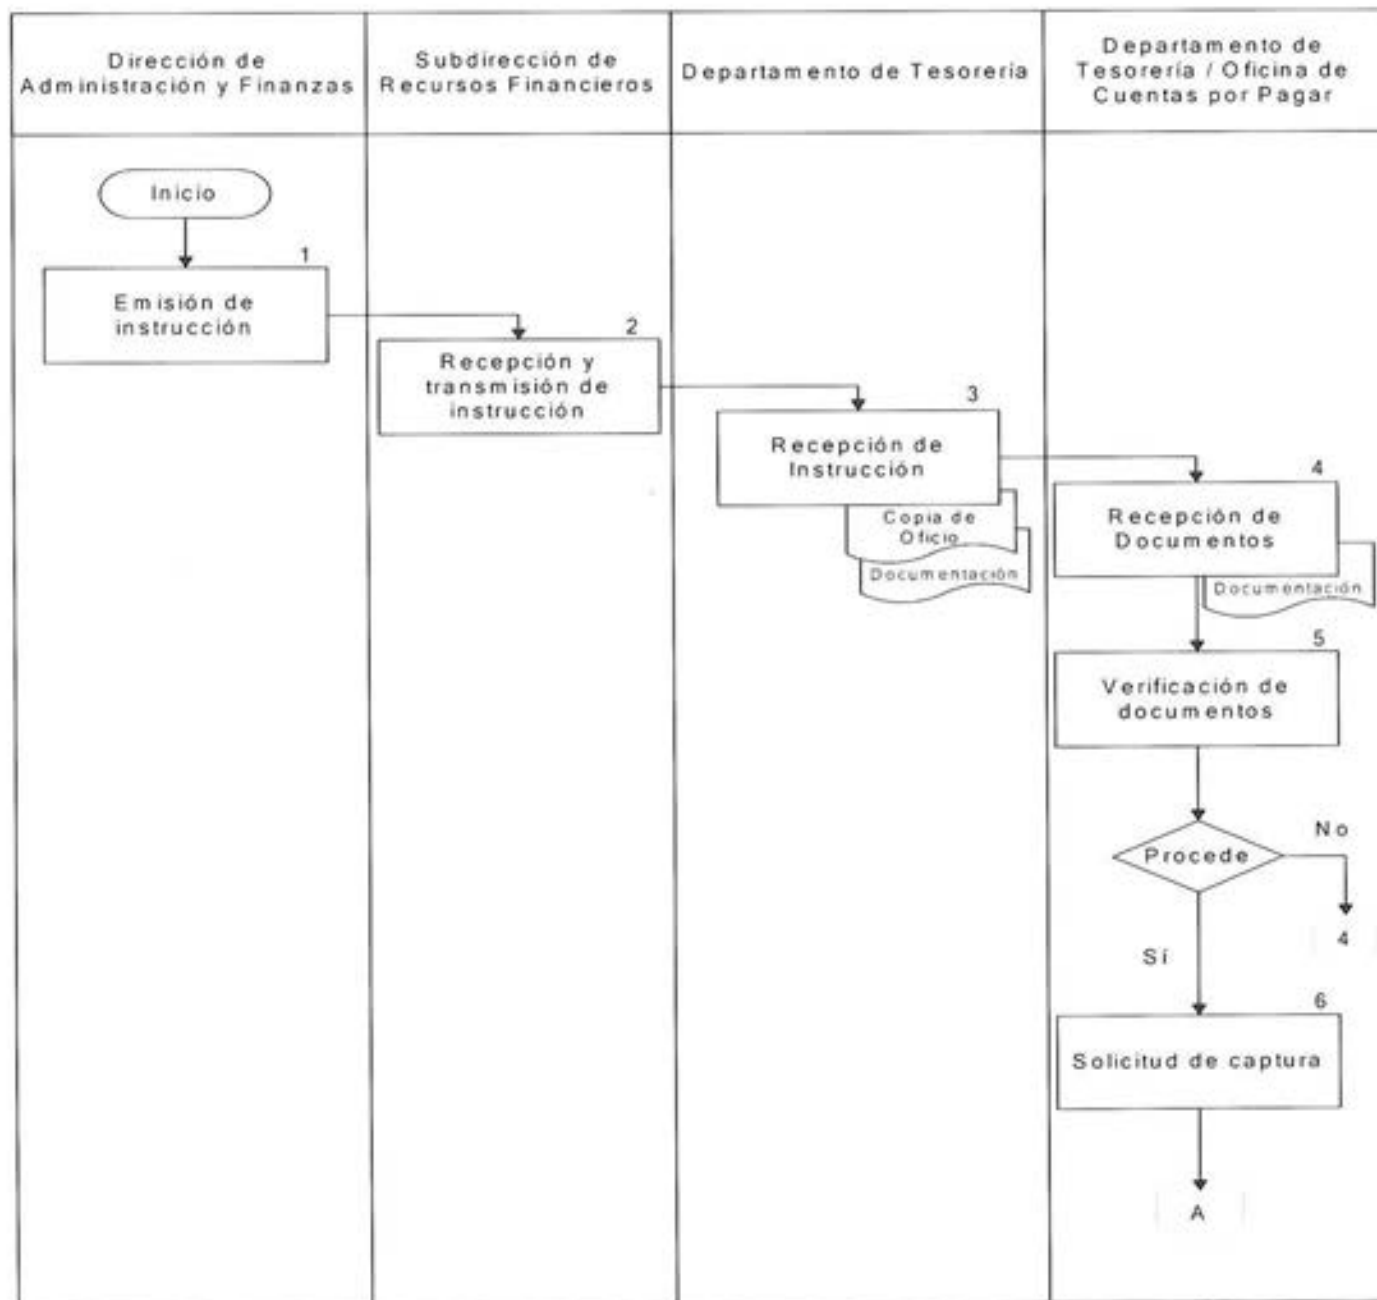 Dirección de
Administración y Finanzas
Subdirección de
Recursos Financieros
Departamento de Tesorería
Departamento de
Tesorería / Oficina de
Cuentas por Pagar
Inicio
1
Emisión de
instrucción
2
Recepción y
transmisión de
instrucción
3
Recepción de
Instrucción
Copia de
Oficio
Documentación
4
Recepción de
Documentos
Documentación
5
Verificación de
documentos
Procede
No
4
Sí
6
Solicitud de captura
A